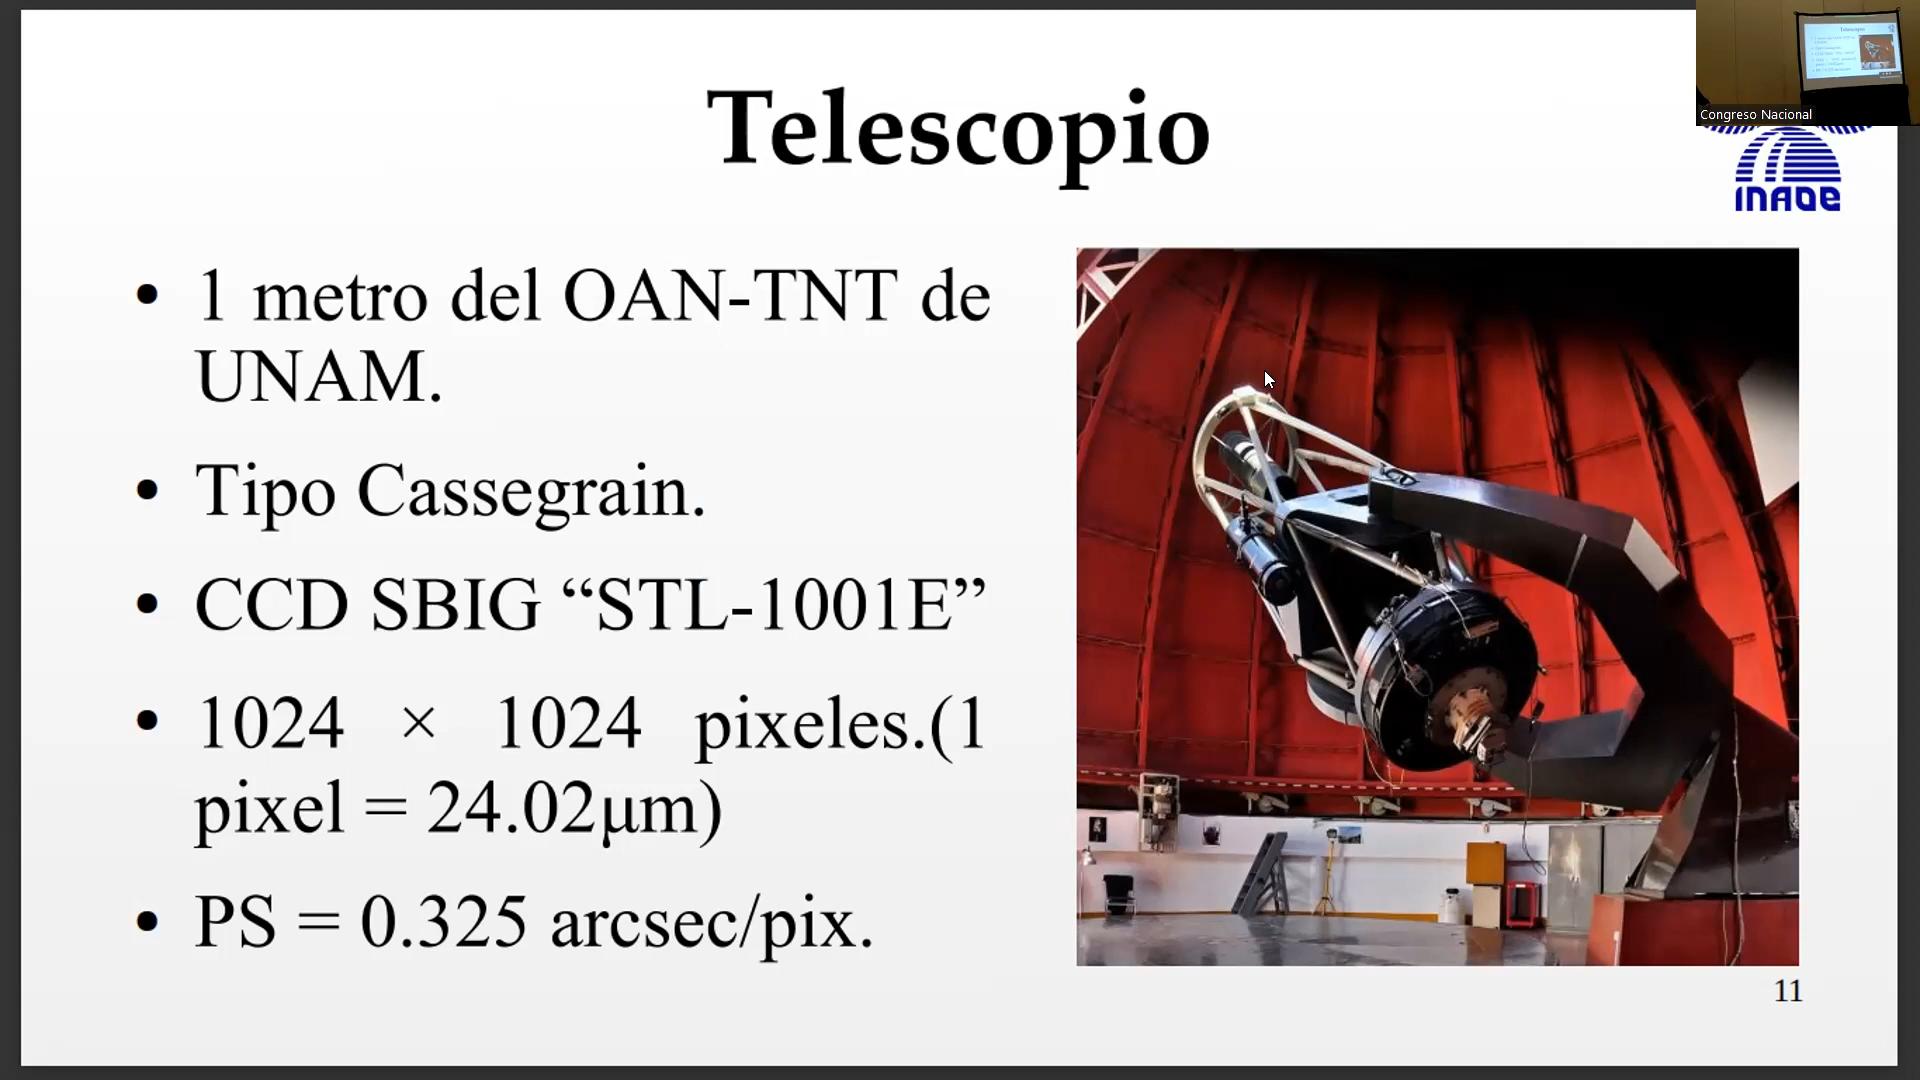 Telescopio
Congreso Nacional
INAOE
• 1 metro del OAN-TNT de
UNAM.
• Tipo Cassegrain.
• CCD SBIG “STL-1001E”
• 1024 × 1024 pixeles.(1
pixel = 24.02μm)
• PS = 0.325 arcsec/pix.
11